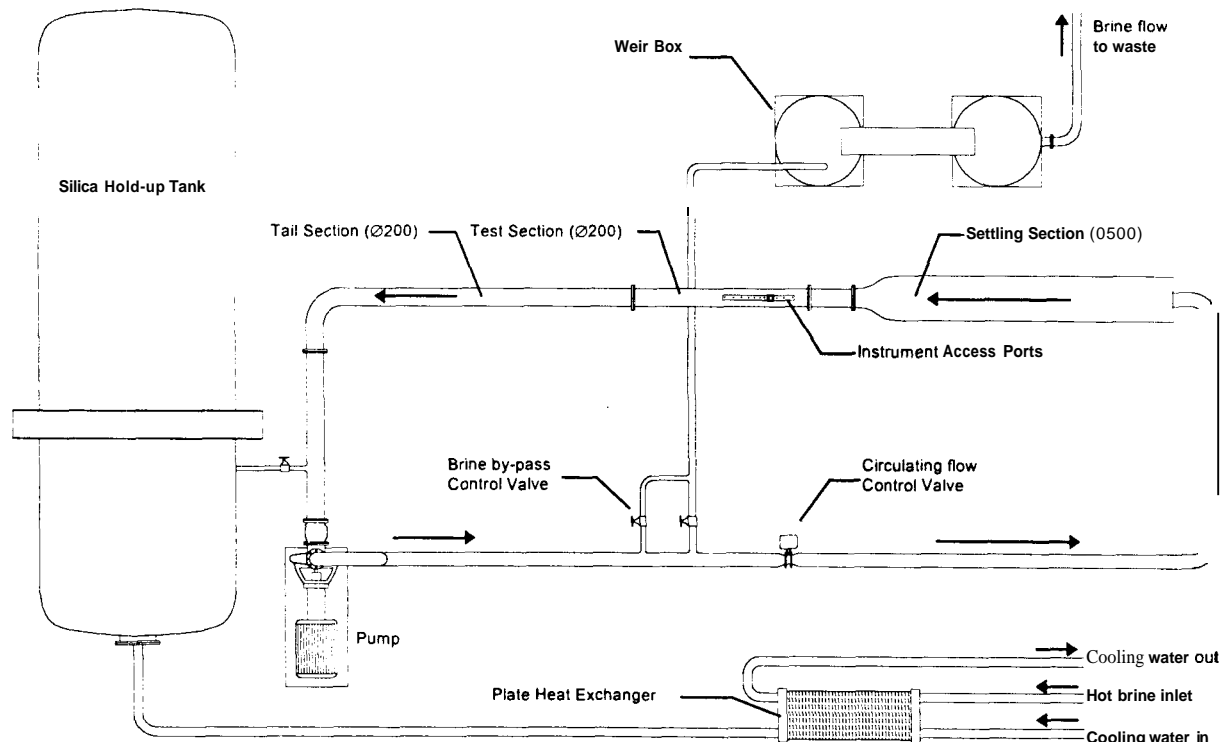 Brine flow
to waste
Weir Box
Silica Hold-up Tank
Tail Section (Ø200)
Test Section (Ø200)
Settling Section (0500)
Instrument Access Ports
Brine by-pass
Control Valve
Circulating flow
Control Valve
Pump
Cooling water out
Plate Heat Exchanger
Hot brine inlet
Cooling water in